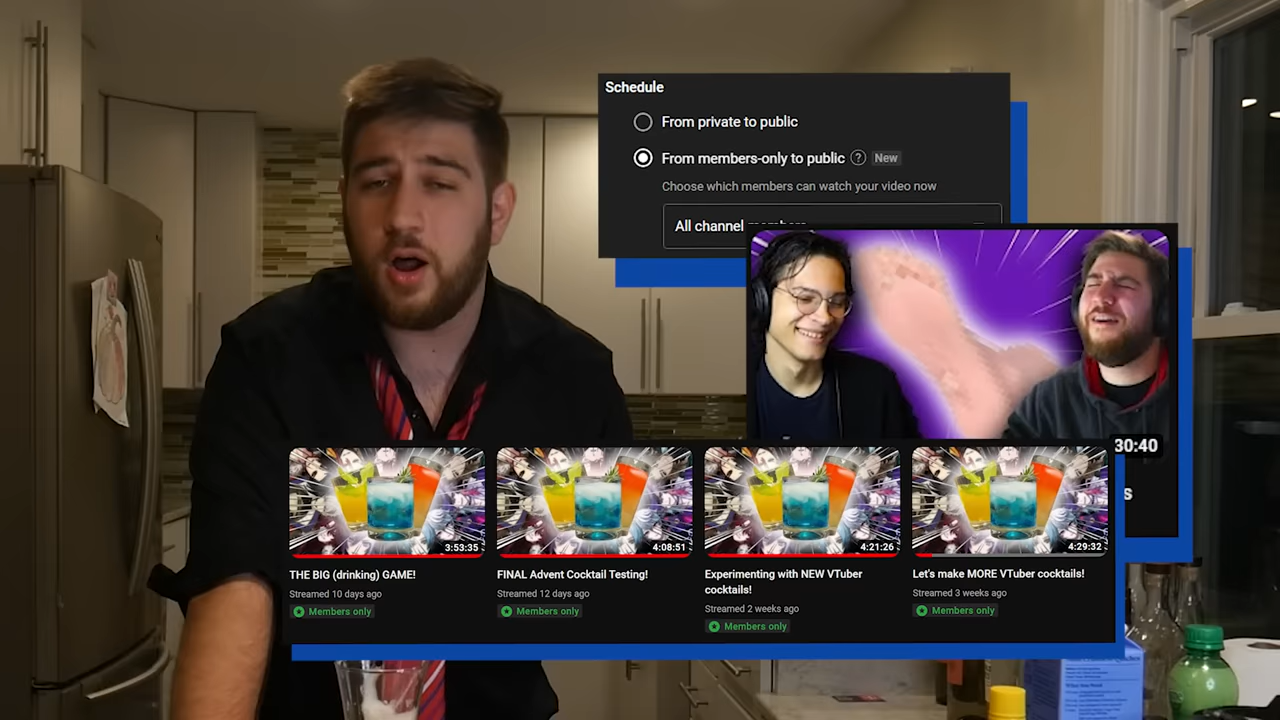 Schedule
From private to public
From members-only to public ? New
Choose which members can watch your video now
All channel members
30:40
s
3:53:35
4:08:51
4:21:26
4:29:32
THE BIG (drinking) GAME!
Streamed 10 days ago
Members only
FINAL Advent Cocktail Testing!
Streamed 12 days ago
Members only
Experimenting with NEW VTuber
cocktails!
Streamed 2 weeks ago
Members only
Let's make MORE VTuber cocktails!
Streamed 3 weeks ago
Members only